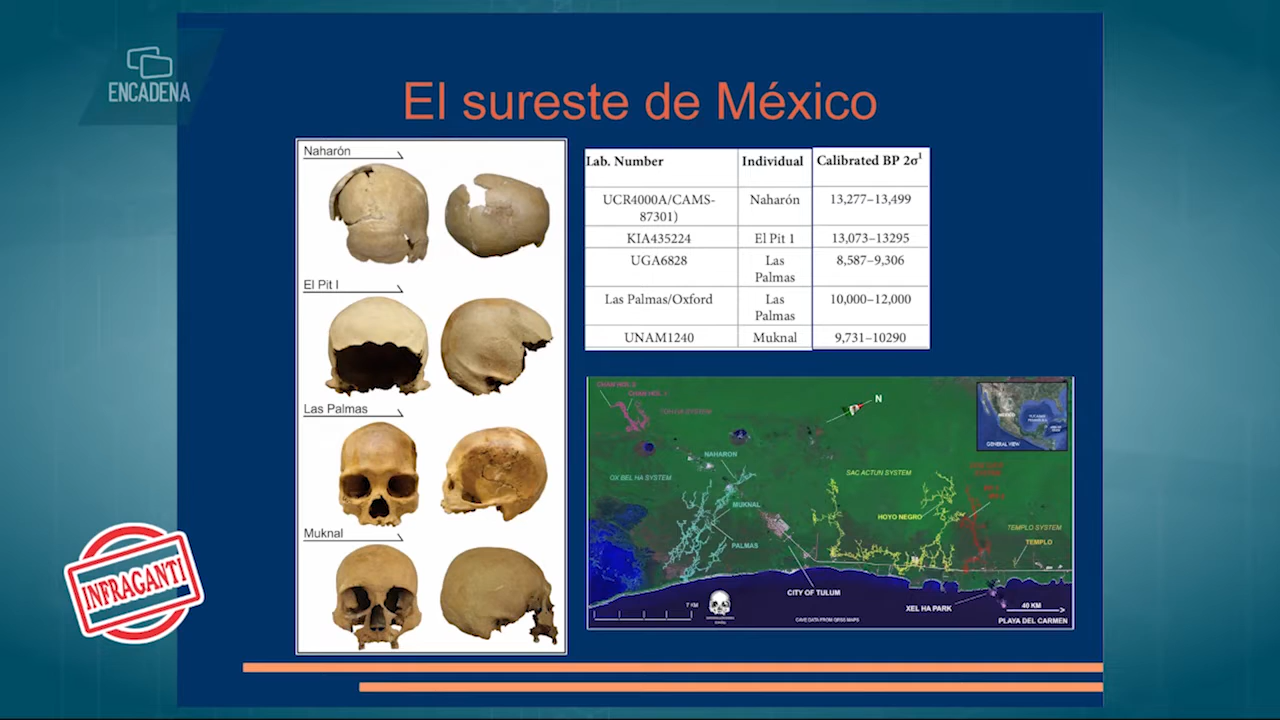 ENCADENA
El sureste de México
Naharón
El Pit I
Las Palmas
Muknal
Lab. Number Individual Calibrated BP 2σ¹
UCR4000A/CAMS- Naharón 13,277–13,499
87301)
KIA435224 El Pit 1 13,073–13295
UGA6828 Las 8,587–9,306
Palmas
Las Palmas/Oxford Las 10,000–12,000
Palmas
UNAM1240 Muknal 9,731–10290
N
MÉXICO
GENERAL VIEW
NAHARON
OX BEL HA SYSTEM
SAC ACTUN SYSTEM
MUKNAL
HOYO NEGRO
TEMPLO SYSTEM
TEMPLO
PALMAS
CITY OF TULUM
7 KM
XEL HA PARK
40 KM
PLAYA DEL CARMEN
CAVE DATA FROM QRSS MAPS
INFRAGANTI